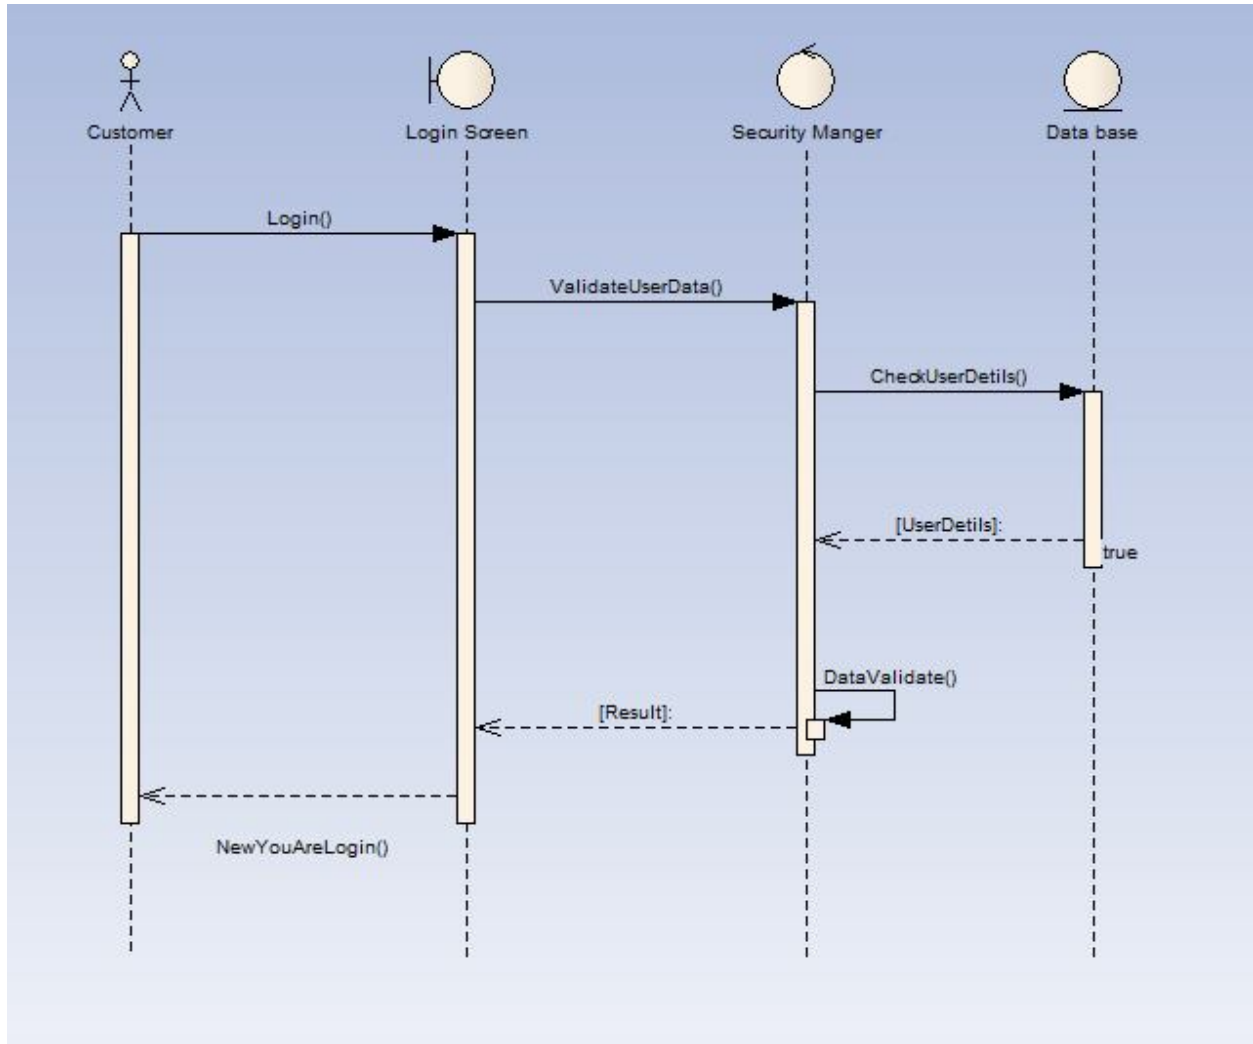 Customer
Login Screen
Security Manger
Data base
Login()
ValidateUserData()
CheckUserDetils()
[UserDetils]:
true
DataValidate()
[Result]:
NewYouAreLogin()